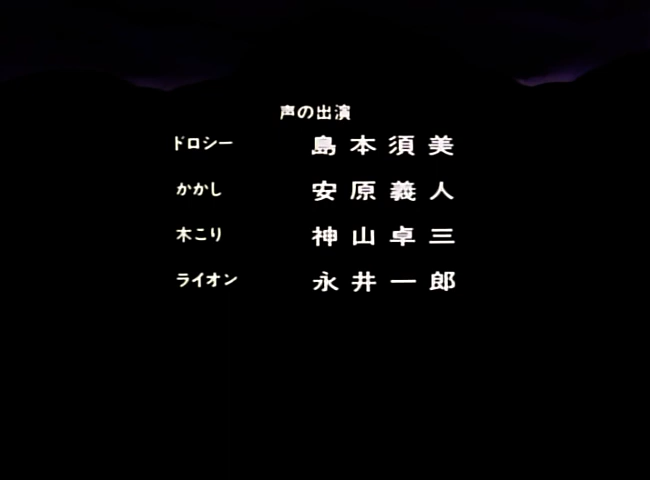 声の出演
ドロシー 島本須美
かかし 安原義人
木こり 神山卓三
ライオン 永井一郎